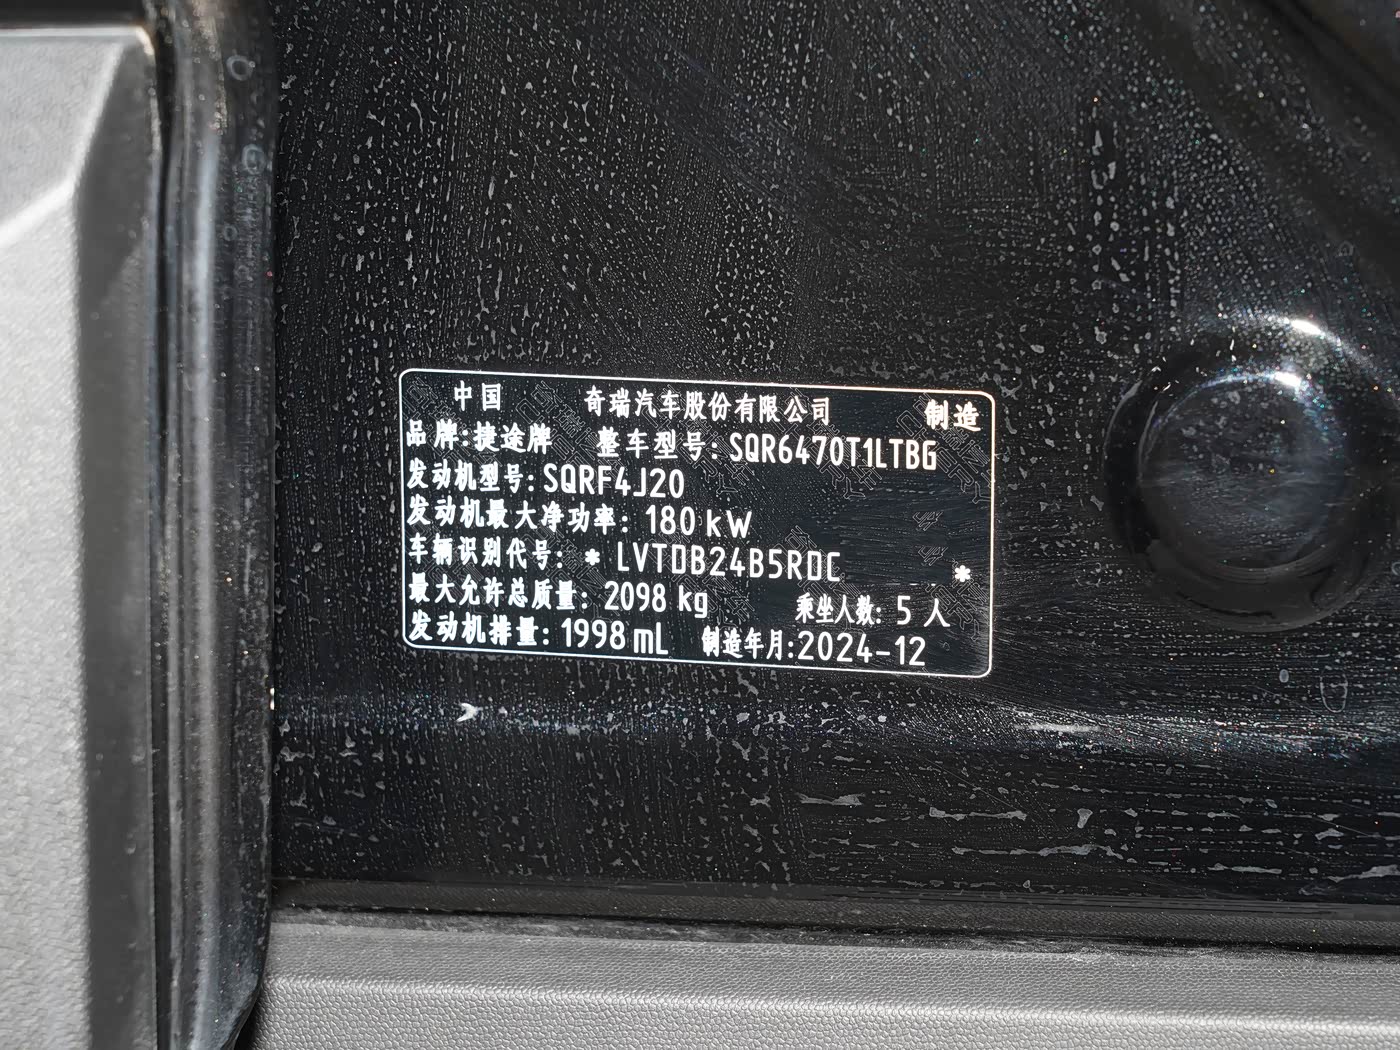 中国 奇瑞汽车股份有限公司 制造
品牌:捷途牌 整车型号:SQR6470T1LTBG
发动机型号:SQRF4J20
发动机最大净功率: 180 kW
车辆识别代号: * LVTDB24B5RDC *
最大允许总质量: 2098 kg 乘坐人数: 5 人
发动机排量: 1998 mL 制造年月:2024-12